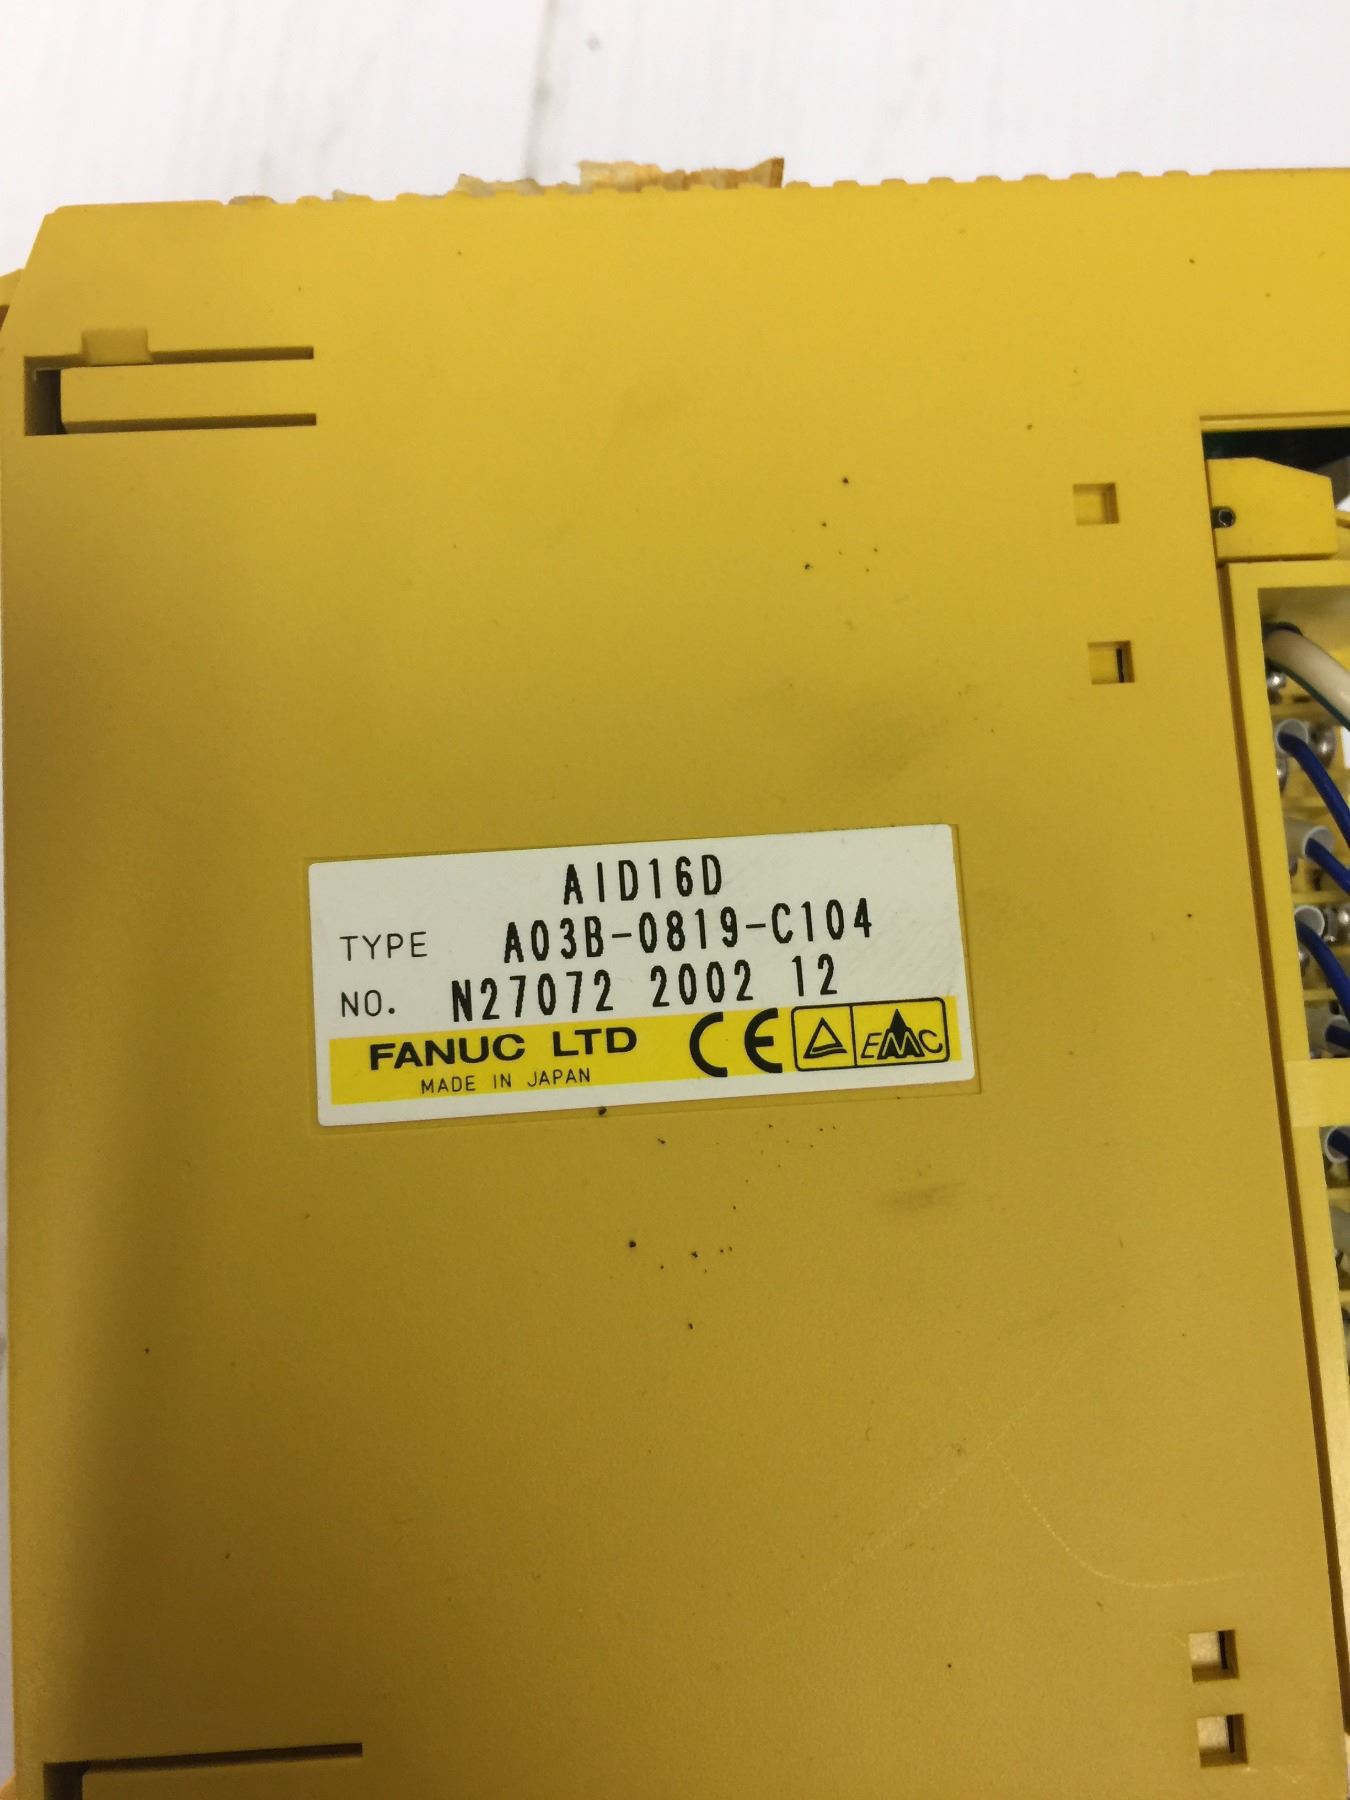 AID16D
TYPE A03B-0819-C104
NO. N27072 2002 12
FANUC LTD CE EMC
MADE IN JAPAN